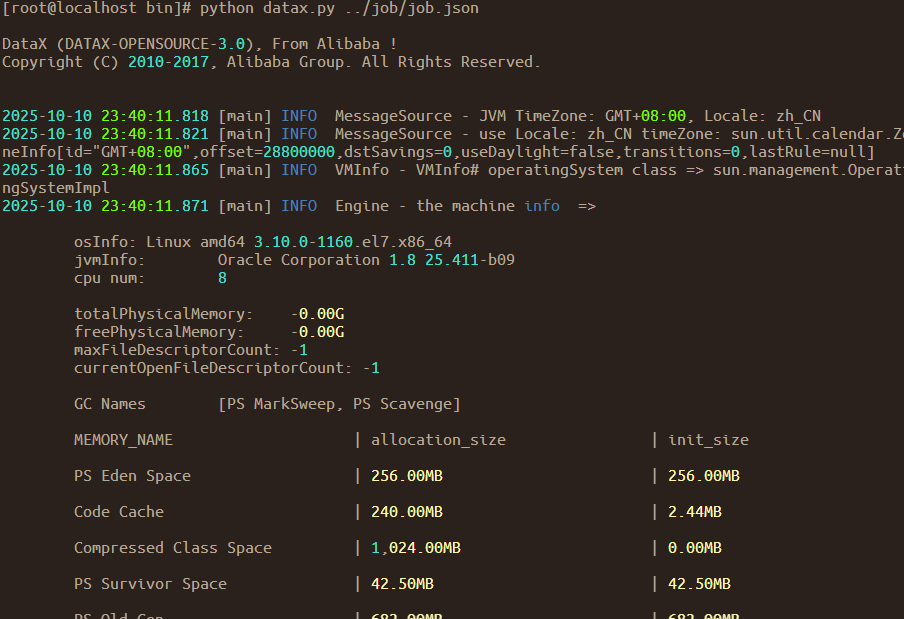 [root@localhost bin]# python datax.py ../job/job.json
DataX (DATAX-OPENSOURCE-3.0), From Alibaba !
Copyright (C) 2010-2017, Alibaba Group. All Rights Reserved.
2025-10-10 23:40:11.818 [main] INFO  MessageSource - JVM TimeZone: GMT+08:00, Locale: zh_CN
2025-10-10 23:40:11.821 [main] INFO  MessageSource - use Locale: zh_CN timeZone: sun.util.calendar.Zo
neInfo[id="GMT+08:00",offset=28800000,dstSavings=0,useDaylight=false,transitions=0,lastRule=null]
2025-10-10 23:40:11.865 [main] INFO  VMInfo - VMInfo# operatingSystem class => sun.management.Operati
ngSystemImpl
2025-10-10 23:40:11.871 [main] INFO  Engine - the machine info  =>
osInfo: Linux amd64 3.10.0-1160.el7.x86_64
jvmInfo: Oracle Corporation 1.8 25.411-b09
cpu num: 8
totalPhysicalMemory: -0.00G
freePhysicalMemory: -0.00G
maxFileDescriptorCount: -1
currentOpenFileDescriptorCount: -1
GC Names [PS MarkSweep, PS Scavenge]
MEMORY_NAME | allocation_size | init_size
PS Eden Space | 256.00MB | 256.00MB
Code Cache | 240.00MB | 2.44MB
Compressed Class Space | 1,024.00MB | 0.00MB
PS Survivor Space | 42.50MB | 42.50MB
PS Old Gen | 683.00MB | 683.00MB